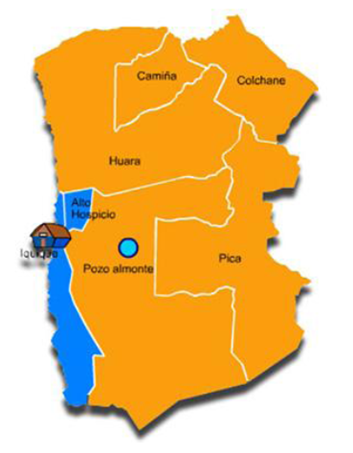 Camiña
Colchane
Huara
Alto
Hospicio
Iquique
Pozo almonte
Pica